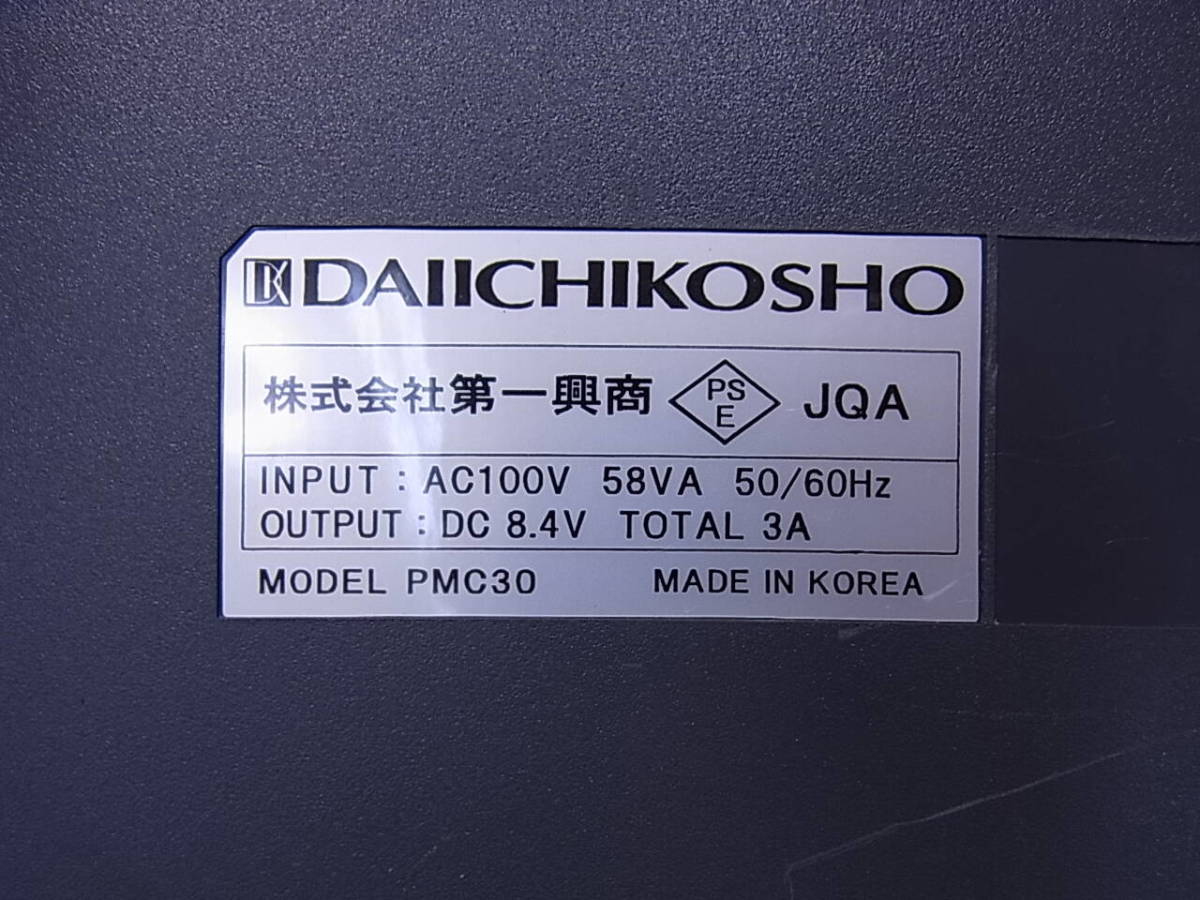 DK DAIICHIKOSHO
株式会社第一興商 PS E JQA
INPUT : AC100V 58VA 50/60Hz
OUTPUT : DC 8.4V TOTAL 3A
MODEL PMC30 MADE IN KOREA